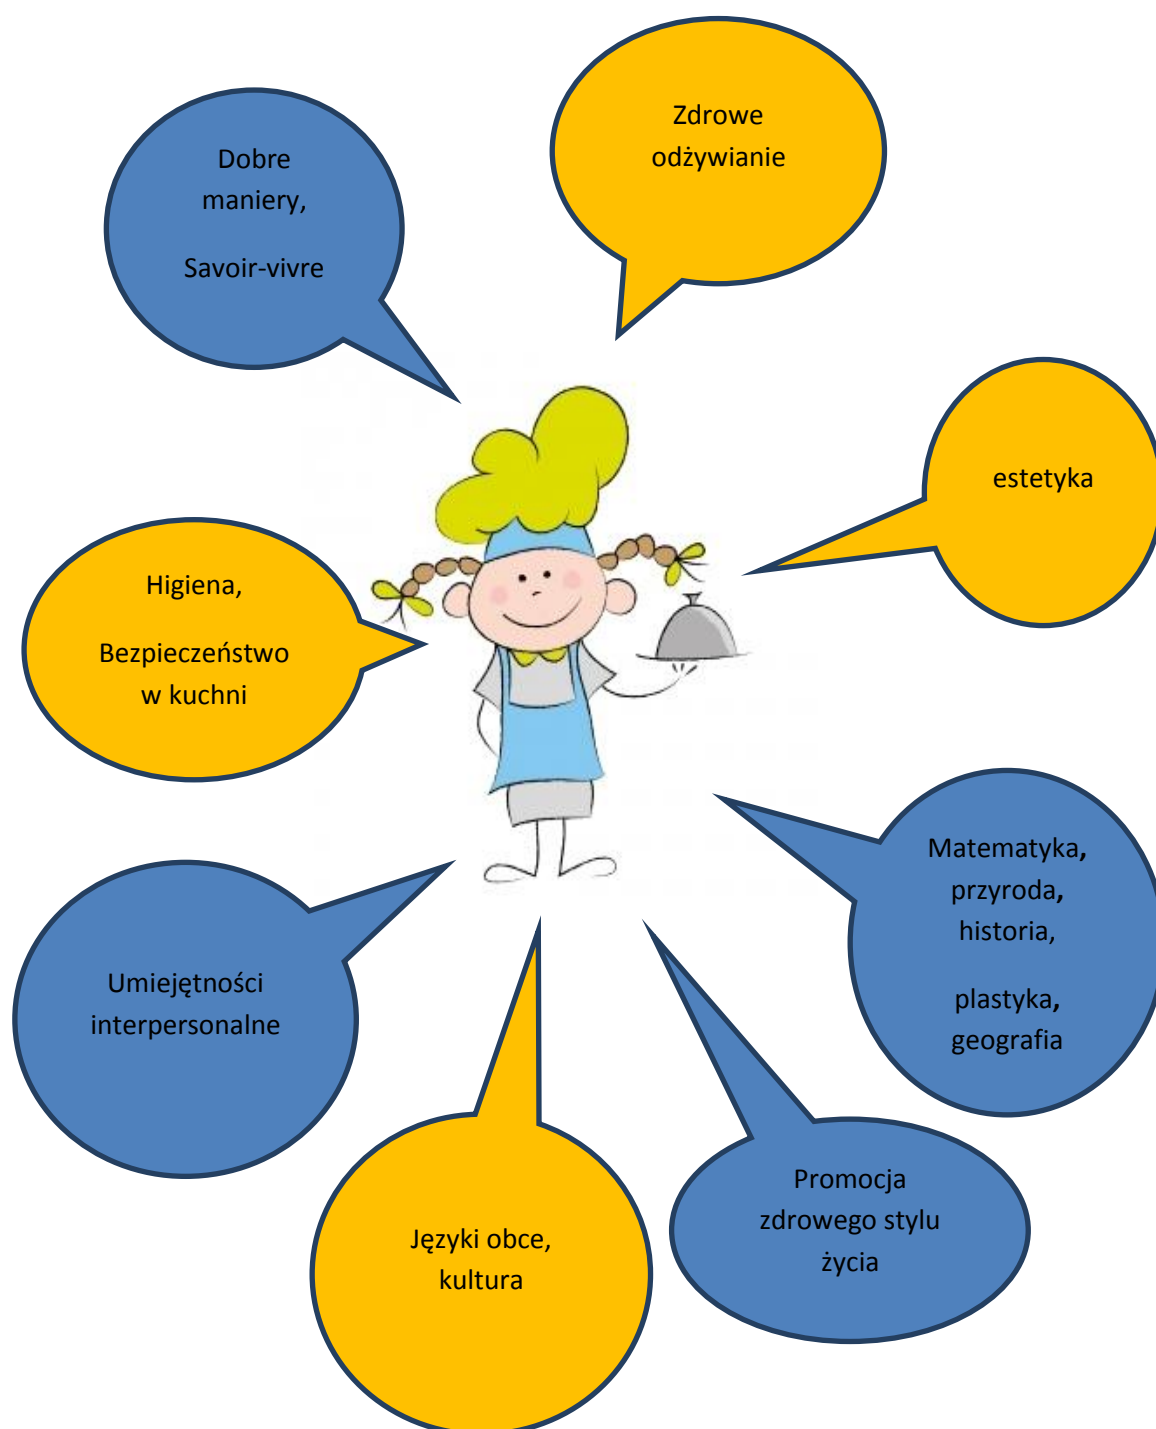 Zdrowe
odżywianie
Dobre
maniery,
Savoir-vivre
estetyka
Higiena,
Bezpieczeństwo
w kuchni
Matematyka,
przyroda,
historia,
plastyka,
geografia
Umiejętności
interpersonalne
Promocja
zdrowego stylu
życia
Języki obce,
kultura